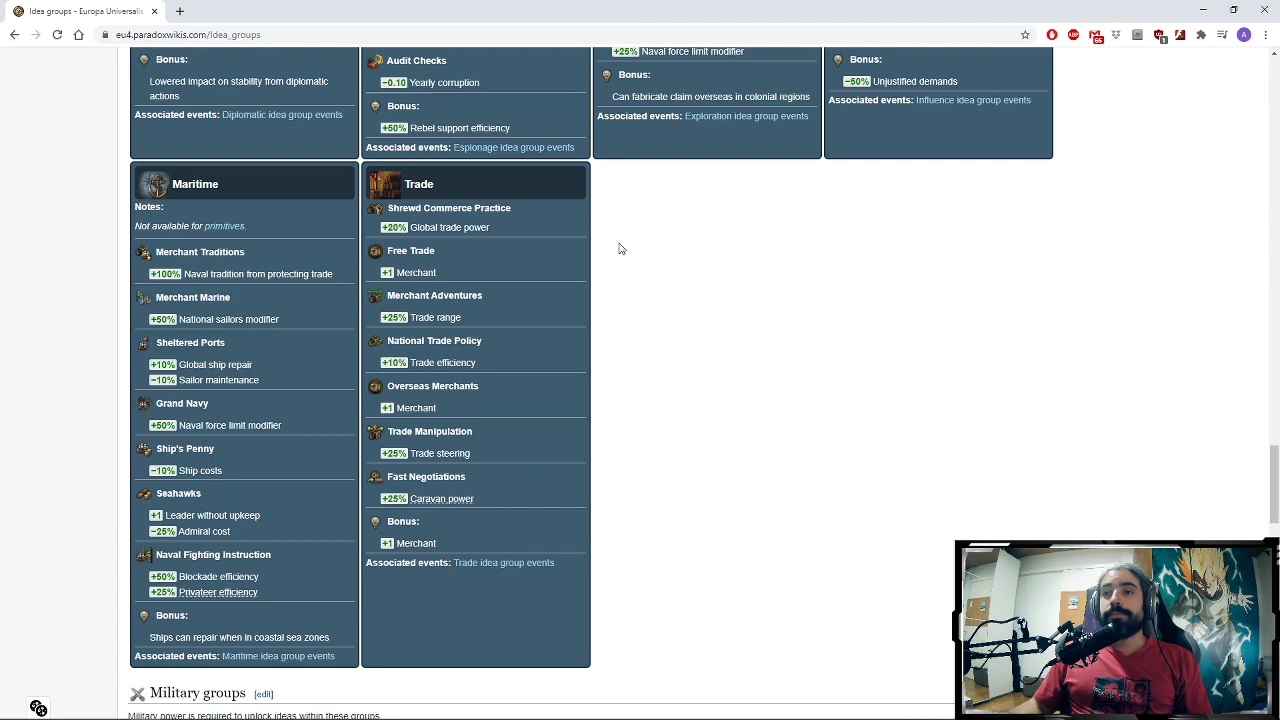 Idea groups - Europa Universalis
eu4.paradoxwikis.com/Idea_groups
66
1
A
Bonus:
Lowered impact on stability from diplomatic
actions
Associated events: Diplomatic idea group events
Audit Checks
−0.10 Yearly corruption
Bonus:
+50% Rebel support efficiency
Associated events: Espionage idea group events
+25% Naval force limit modifier
Bonus:
Can fabricate claim overseas in colonial regions
Associated events: Exploration idea group events
Bonus:
−50% Unjustified demands
Associated events: Influence idea group events
Maritime
Notes:
Not available for primitives.
Merchant Traditions
+100% Naval tradition from protecting trade
Merchant Marine
+50% National sailors modifier
Sheltered Ports
+10% Global ship repair
−10% Sailor maintenance
Grand Navy
+50% Naval force limit modifier
Ship's Penny
−10% Ship costs
Seahawks
+1 Leader without upkeep
−25% Admiral cost
Naval Fighting Instruction
+50% Blockade efficiency
+25% Privateer efficiency
Bonus:
Ships can repair when in coastal sea zones
Associated events: Maritime idea group events
Trade
Shrewd Commerce Practice
+20% Global trade power
Free Trade
+1 Merchant
Merchant Adventures
+25% Trade range
National Trade Policy
+10% Trade efficiency
Overseas Merchants
+1 Merchant
Trade Manipulation
+25% Trade steering
Fast Negotiations
+25% Caravan power
Bonus:
+1 Merchant
Associated events: Trade idea group events
Military groups [edit]
Military power is required to unlock ideas within these groups.